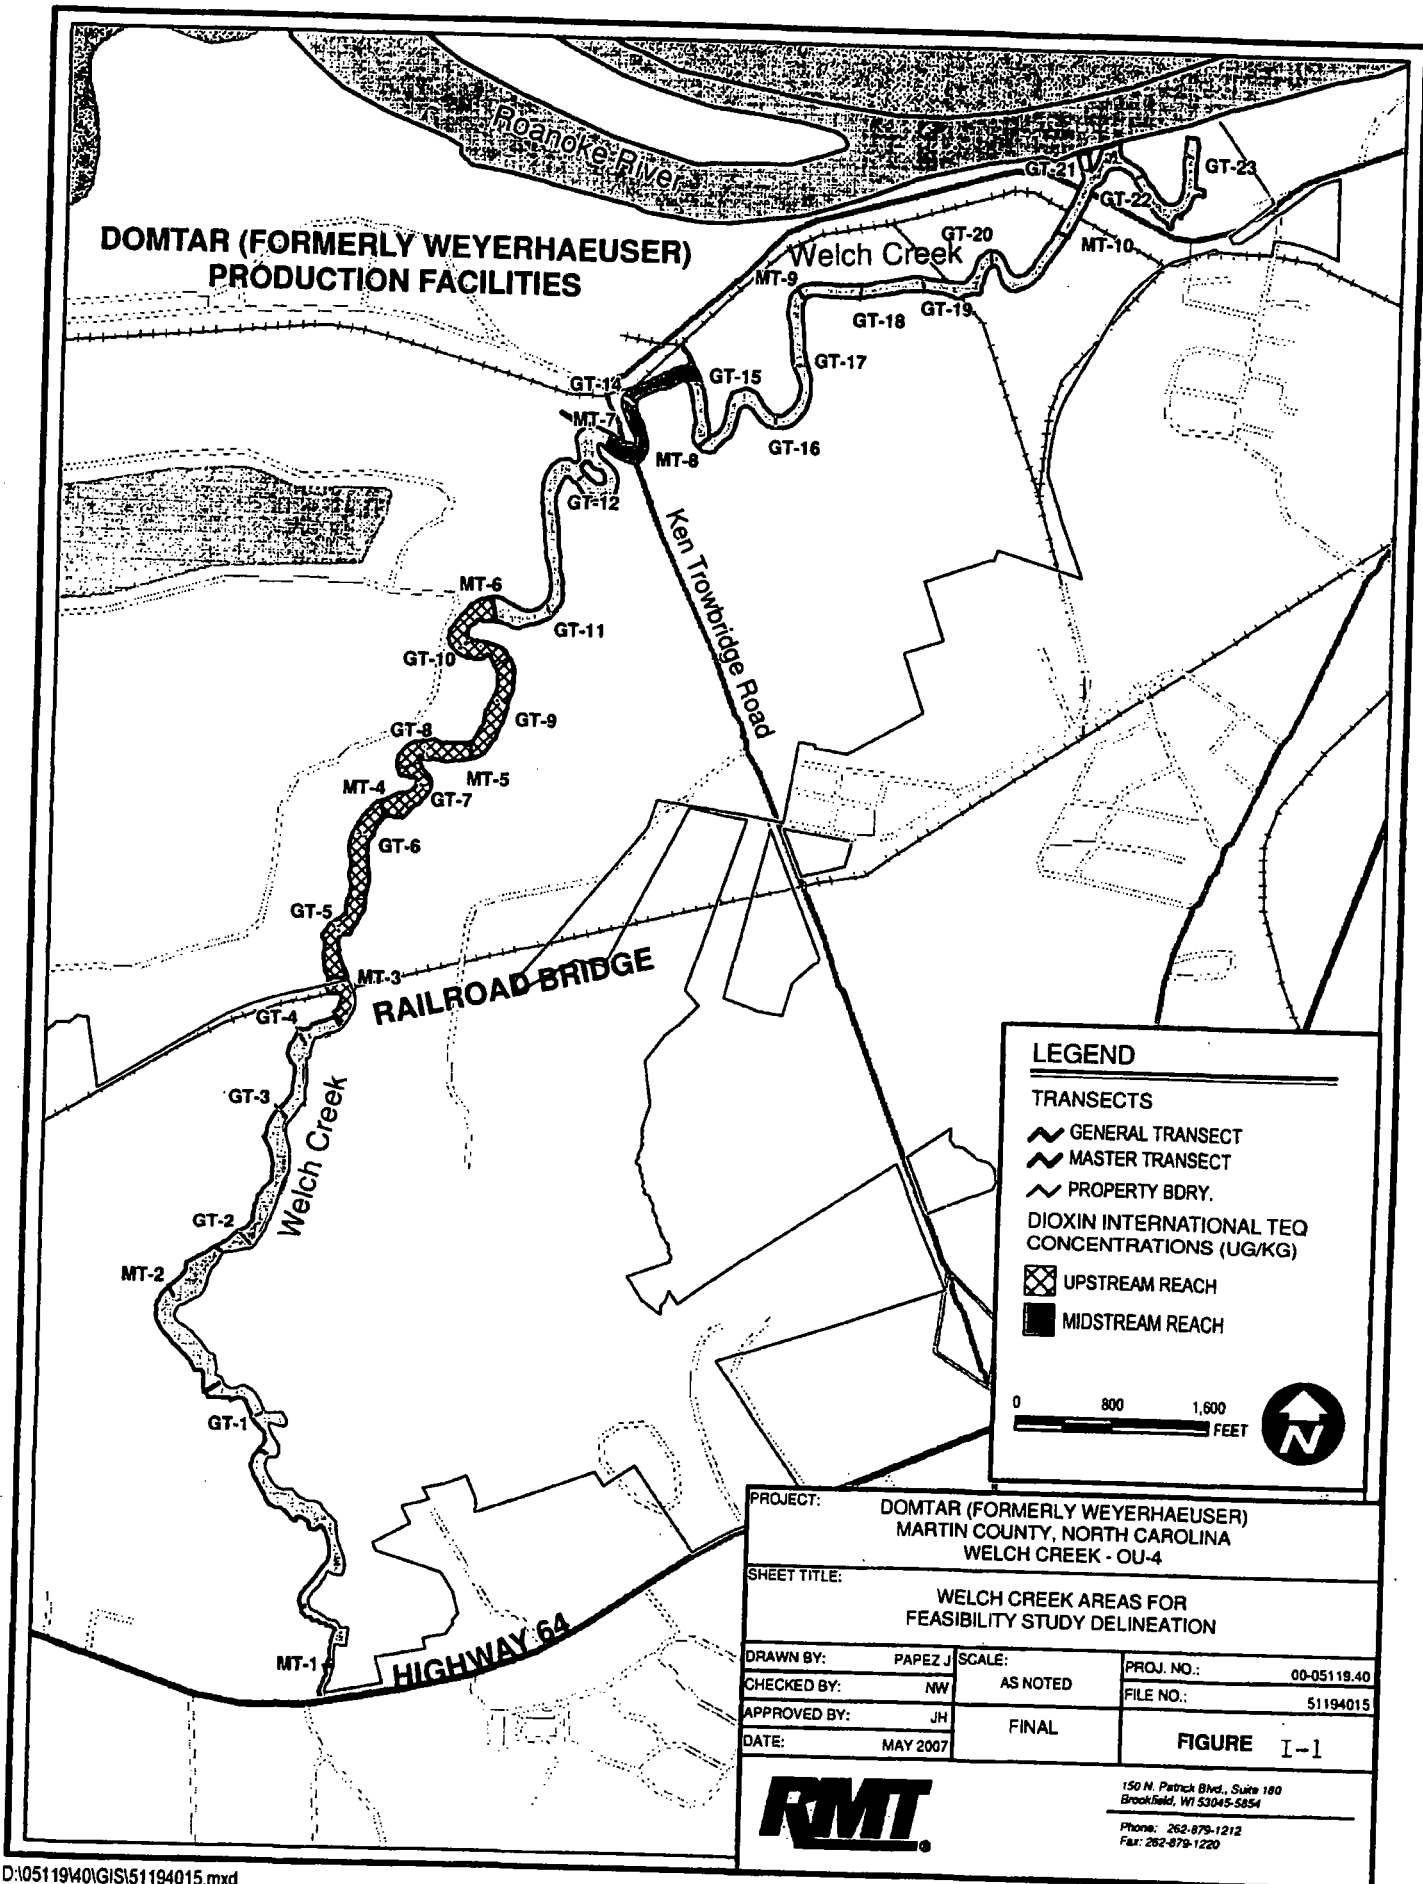 Roanoke River
DOMTAR (FORMERLY WEYERHAEUSER)
PRODUCTION FACILITIES
GT-21
GT-23
GT-22
GT-20
Welch Creek
MT-10
MT-9
GT-18
GT-19
GT-17
GT-14
GT-15
MT-7
GT-16
MT-8
GT-12
Ken Trowbridge Road
MT-6
GT-11
GT-10
GT-9
GT-8
MT-5
MT-4
GT-7
GT-6
GT-5
MT-3
RAILROAD BRIDGE
GT-4
GT-3
Welch Creek
GT-2
MT-2
GT-1
MT-1
HIGHWAY 64
LEGEND
TRANSECTS
GENERAL TRANSECT
MASTER TRANSECT
PROPERTY BDRY.
DIOXIN INTERNATIONAL TEQ
CONCENTRATIONS (UG/KG)
UPSTREAM REACH
MIDSTREAM REACH
0 800 1,600
FEET
N
PROJECT:
DOMTAR (FORMERLY WEYERHAEUSER)
MARTIN COUNTY, NORTH CAROLINA
WELCH CREEK - OU-4
SHEET TITLE:
WELCH CREEK AREAS FOR
FEASIBILITY STUDY DELINEATION
DRAWN BY: PAPEZ J
CHECKED BY: NW
APPROVED BY: JH
DATE: MAY 2007
SCALE:
AS NOTED
FINAL
PROJ. NO.: 00-05119.40
FILE NO.: 51194015
FIGURE I-1
RMT®
150 N. Patrick Blvd., Suite 180
Brookfield, WI 53045-5854
Phone: 262-879-1212
Fax: 262-879-1220
D:\05119\40\GIS\51194015.mxd